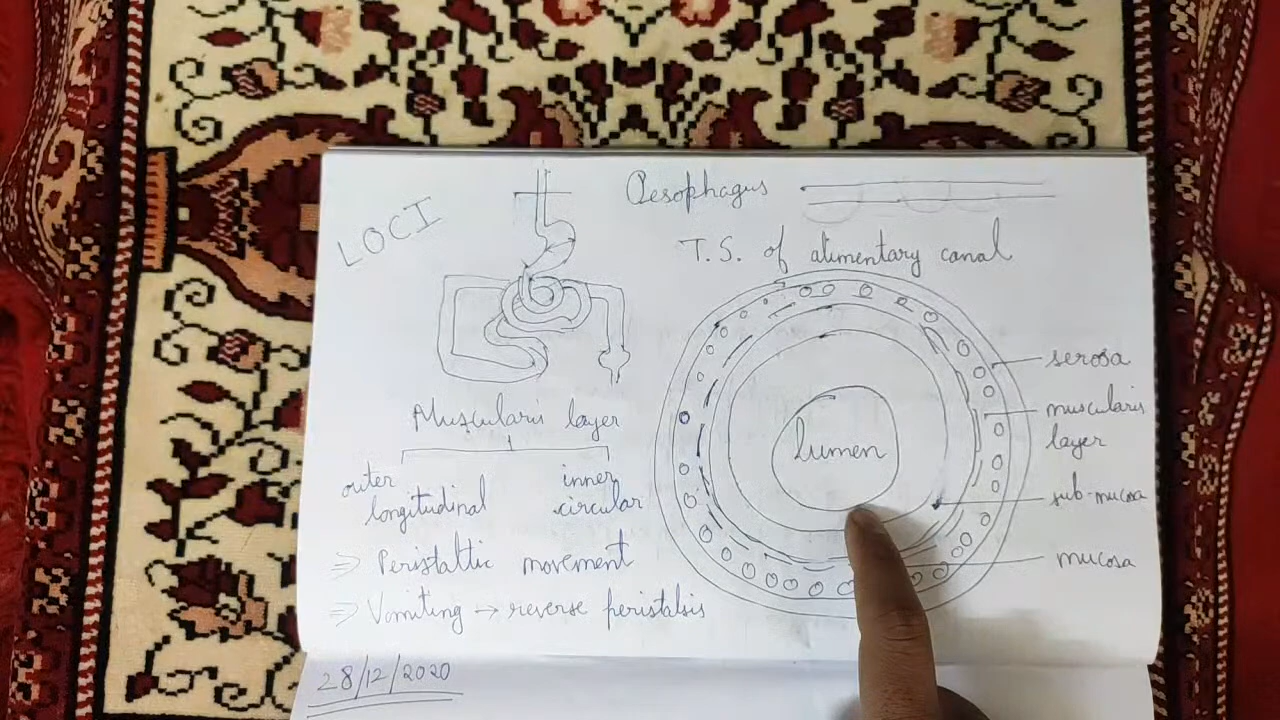 LOCI
Oesophagus
T.S. of alimentary canal
Lumen
serosa
muscularis
layer
sub-mucosa
mucosa
Muscularis layer
outer
longitudinal
inner
circular
⇒ Peristaltic movement
⇒ Vomiting → reverse peristalsis
28/12/2020